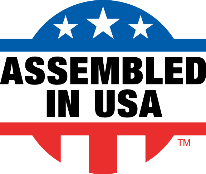 ASSEMBLED
IN USA
TM